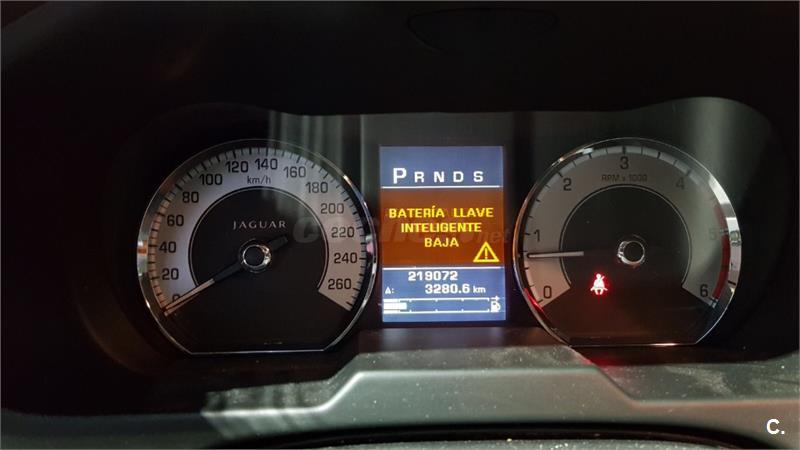 0 20 40 60 80 100 120 140 160 180 200 220 240 260
km/h
JAGUAR
P R N D S
BATERÍA LLAVE
INTELIGENTE
BAJA
219072
Δ: 3280.6 km
0 1 2 3 4 5 6
RPM x 1000
C.